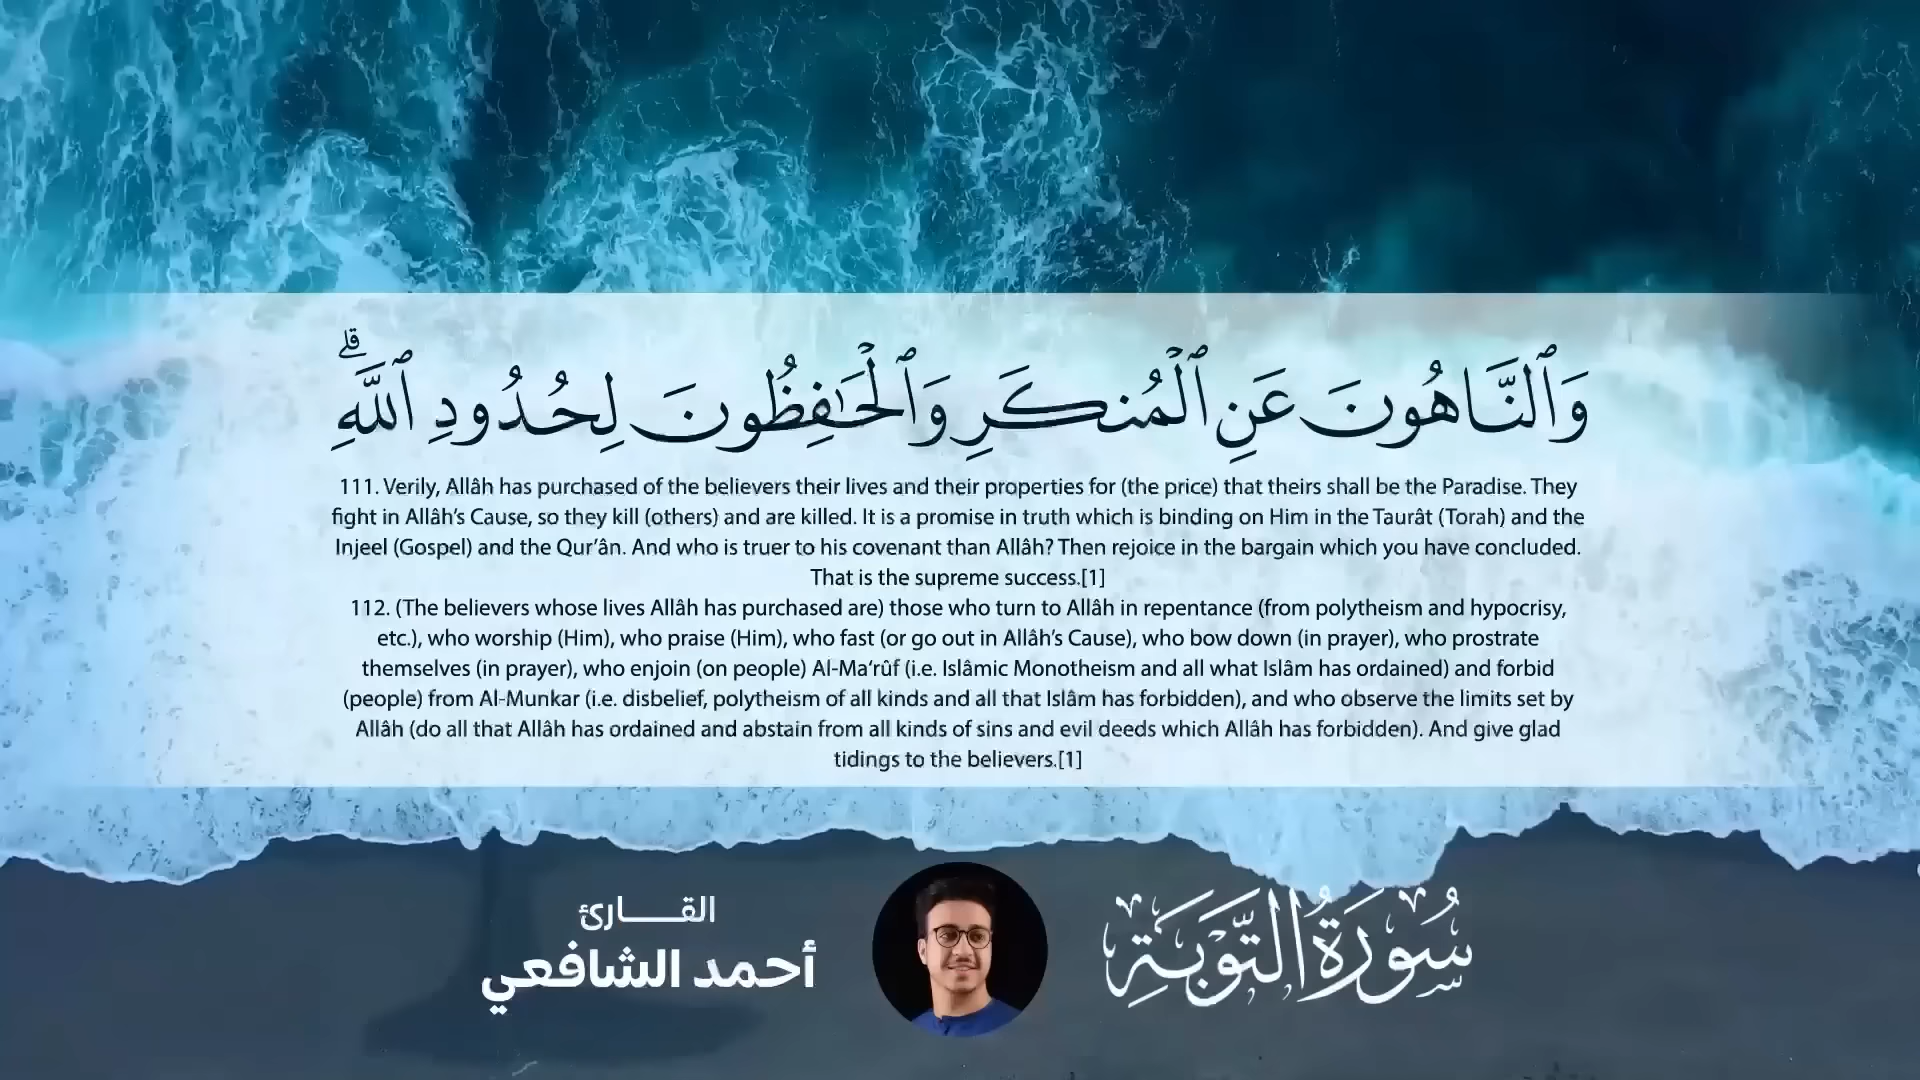 وَٱلنَّاهُونَ عَنِ ٱلْمُنكَرِ وَٱلْحَٰفِظُونَ لِحُدُودِ ٱللَّهِۗ
111. Verily, Allâh has purchased of the believers their lives and their properties for (the price) that theirs shall be the Paradise. They
fight in Allâh’s Cause, so they kill (others) and are killed. It is a promise in truth which is binding on Him in the Taurât (Torah) and the
Injeel (Gospel) and the Qur’ân. And who is truer to his covenant than Allâh? Then rejoice in the bargain which you have concluded.
That is the supreme success.[1]
112. (The believers whose lives Allâh has purchased are) those who turn to Allâh in repentance (from polytheism and hypocrisy,
etc.), who worship (Him), who praise (Him), who fast (or go out in Allâh’s Cause), who bow down (in prayer), who prostrate
themselves (in prayer), who enjoin (on people) Al-Ma‘rûf (i.e. Islâmic Monotheism and all what Islâm has ordained) and forbid
(people) from Al-Munkar (i.e. disbelief, polytheism of all kinds and all that Islâm has forbidden), and who observe the limits set by
Allâh (do all that Allâh has ordained and abstain from all kinds of sins and evil deeds which Allâh has forbidden). And give glad
tidings to the believers.[1]
سُورَةُ التَّوْبَةِ
القـــــارئ
أحمد الشافعي